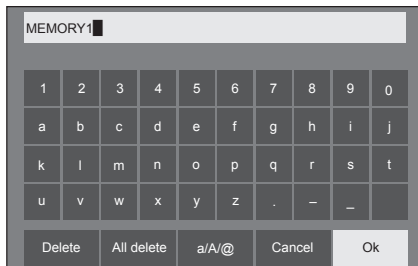 MEMORY1
1 2 3 4 5 6 7 8 9 0
a b c d e f g h i j
k l m n o p q r s t
u v w x y z . – _
Delete All delete a/A/@ Cancel Ok